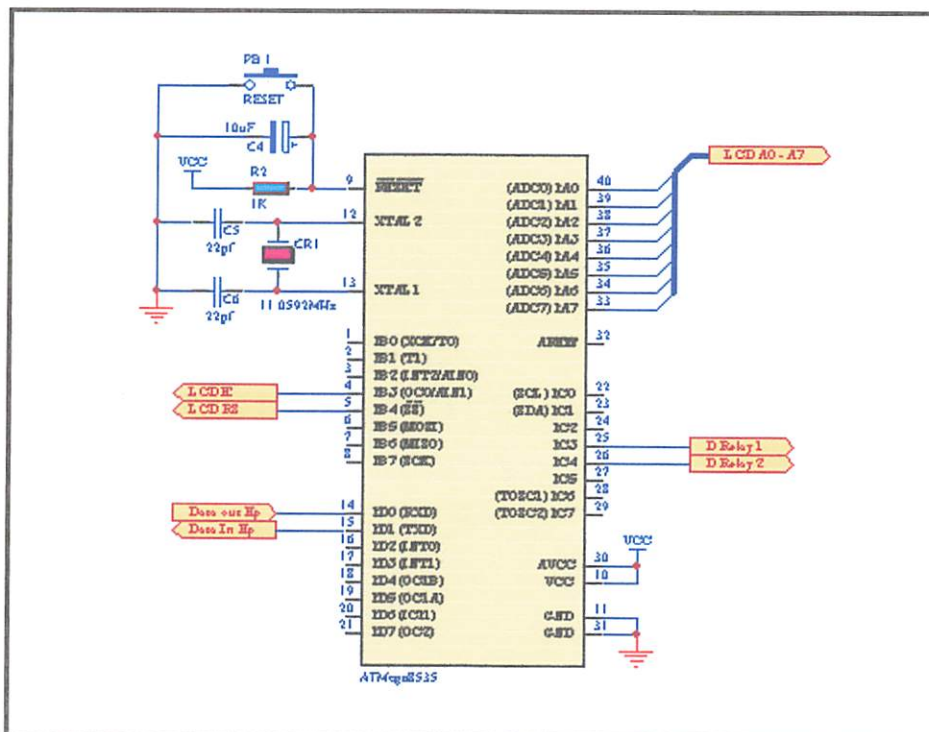 PB 1
RESET
10uF
C4
VCC
R2
1K
C5
22pf
CR1
C6
22pf
11.0592MHz
LCD A0 - A7
9 RESET
12 XTAL 2
13 XTAL 1
1 PB0 (XCK/T0)
2 PB1 (T1)
3 PB2 (INT2/AIN0)
LCD E 4 PB3 (OC0/AIN1)
LCD RS 5 PB4 (SS)
6 PB5 (MOSI)
7 PB6 (MISO)
8 PB7 (SCK)
Data out Hp 14 PD0 (RXD)
Data In Hp 15 PD1 (TXD)
16 PD2 (INT0)
17 PD3 (INT1)
18 PD4 (OC1B)
19 PD5 (OC1A)
20 PD6 (ICP1)
21 PD7 (OC2)
(ADC0) PA0 40
(ADC1) PA1 39
(ADC2) PA2 38
(ADC3) PA3 37
(ADC4) PA4 36
(ADC5) PA5 35
(ADC6) PA6 34
(ADC7) PA7 33
AREF 32
(SCL) PC0 22
(SDA) PC1 23
PC2 24
PC3 25 D Relay 1
PC4 26 D Relay 2
PC5 27
(TOSC1) PC6 28
(TOSC2) PC7 29
VCC
AVCC 30
VCC 10
GND 11
GND 31
ATMega8535